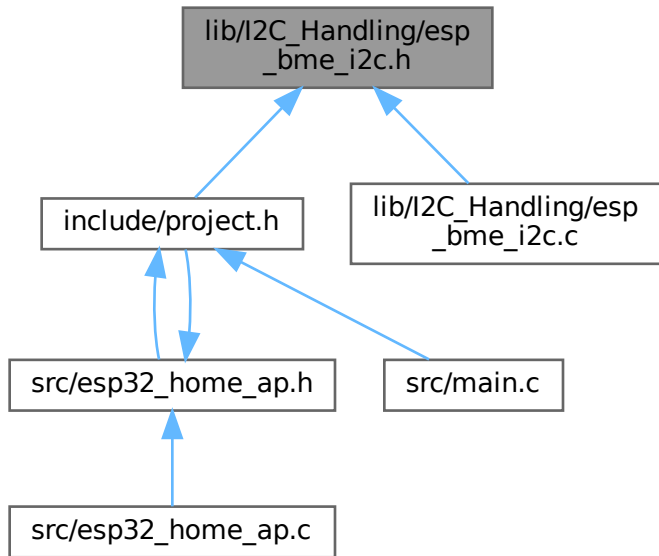 lib/I2C_Handling/esp
_bme_i2c.h
include/project.h
lib/I2C_Handling/esp
_bme_i2c.c
src/esp32_home_ap.h
src/main.c
src/esp32_home_ap.c